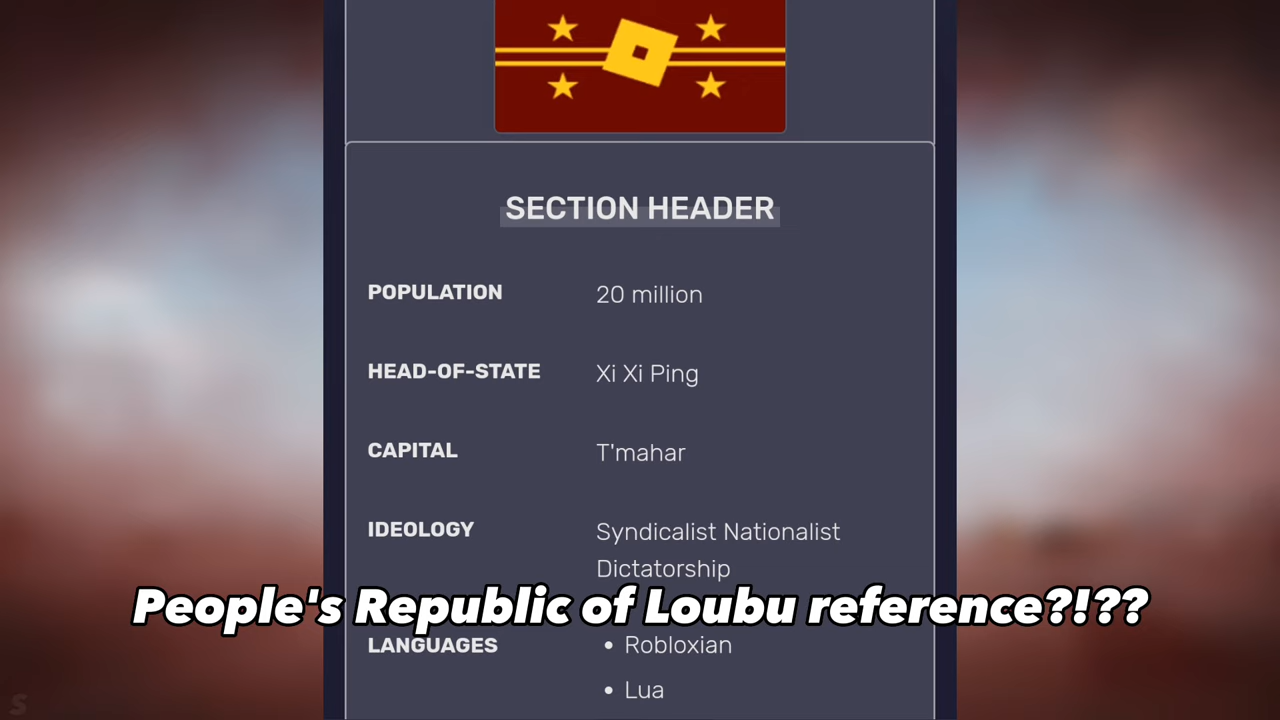 SECTION HEADER
POPULATION 20 million
HEAD-OF-STATE Xi Xi Ping
CAPITAL T'mahar
IDEOLOGY Syndicalist Nationalist
Dictatorship
People's Republic of Loubu reference?!??
LANGUAGES • Robloxian
• Lua
S